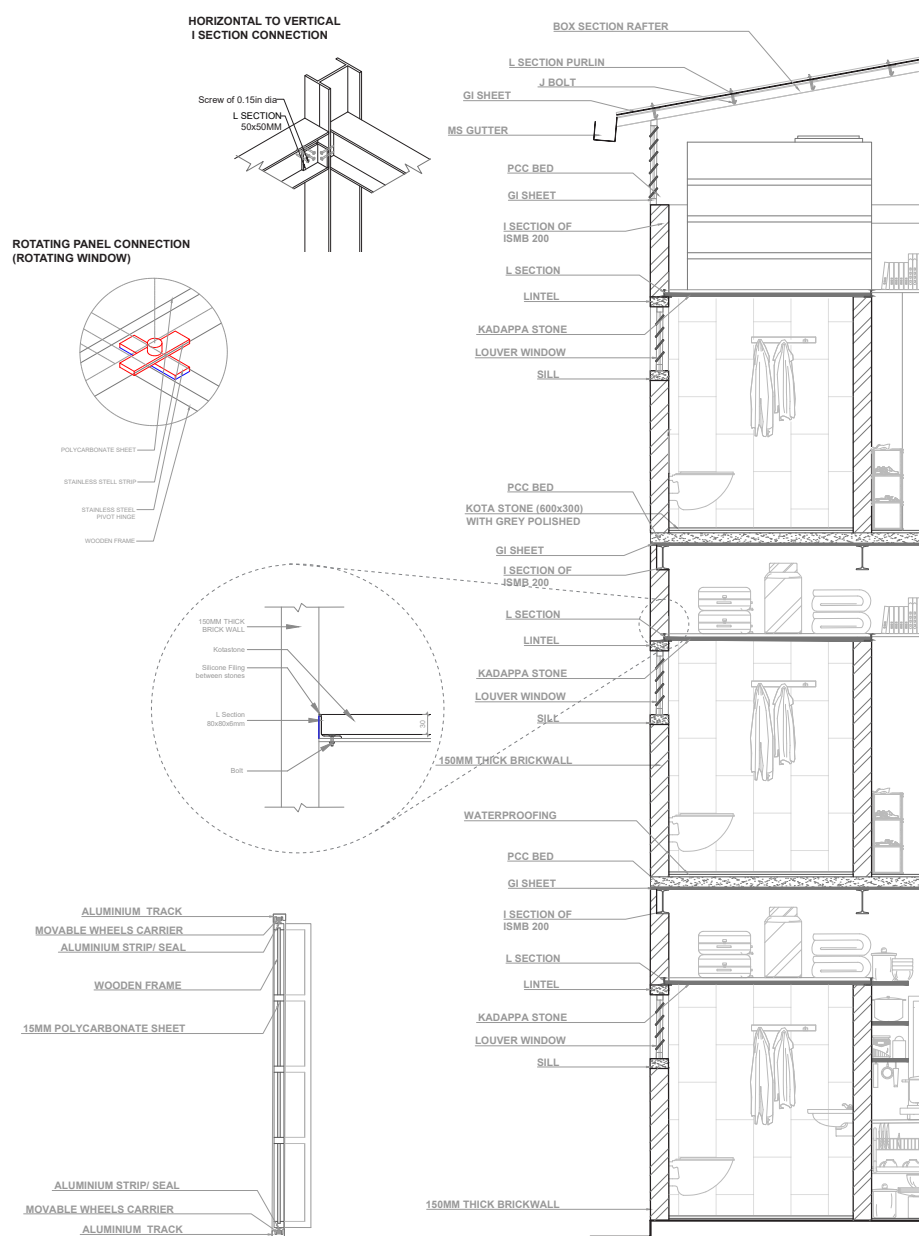 HORIZONTAL TO VERTICAL
I SECTION CONNECTION
Screw of 0.15in dia
L SECTION
50x50MM
ROTATING PANEL CONNECTION
(ROTATING WINDOW)
POLYCARBONATE SHEET
STAINLESS STELL STRIP
STAINLESS STEEL
PIVOT HINGE
WOODEN FRAME
150MM THICK
BRICK WALL
Kotastone
Silicone Filing
between stones
L Section
80x80x6mm
Bolt
30
ALUMINIUM TRACK
MOVABLE WHEELS CARRIER
ALUMINIUM STRIP/ SEAL
WOODEN FRAME
15MM POLYCARBONATE SHEET
ALUMINIUM STRIP/ SEAL
MOVABLE WHEELS CARRIER
ALUMINIUM TRACK
BOX SECTION RAFTER
L SECTION PURLIN
J BOLT
GI SHEET
MS GUTTER
PCC BED
GI SHEET
I SECTION OF
ISMB 200
L SECTION
LINTEL
KADAPPA STONE
LOUVER WINDOW
SILL
PCC BED
KOTA STONE (600x300)
WITH GREY POLISHED
GI SHEET
I SECTION OF
ISMB 200
L SECTION
LINTEL
KADAPPA STONE
LOUVER WINDOW
SILL
150MM THICK BRICKWALL
WATERPROOFING
PCC BED
GI SHEET
I SECTION OF
ISMB 200
L SECTION
LINTEL
KADAPPA STONE
LOUVER WINDOW
SILL
150MM THICK BRICKWALL